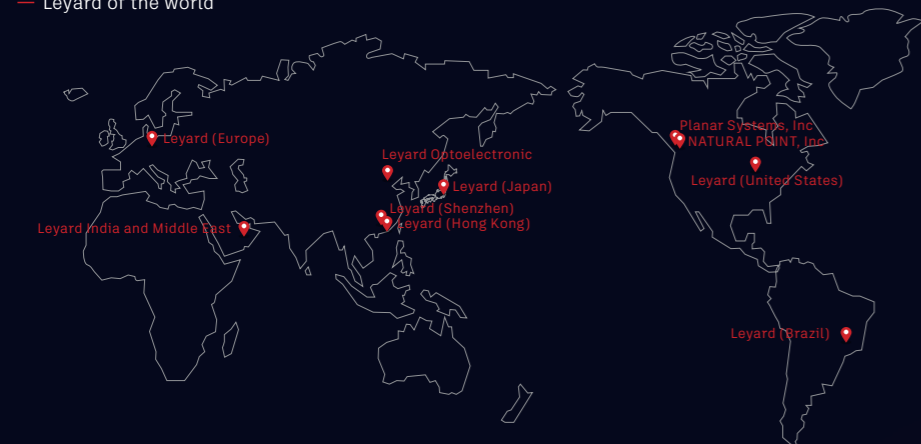 — Leyard of the world
Planar Systems, Inc
Leyard (Europe)
NATURAL POINT, Inc
Leyard Optoelectronic
Leyard (United States)
Leyard (Japan)
Leyard (Shenzhen)
Leyard (Hong Kong)
Leyard India and Middle East
Leyard (Brazil)